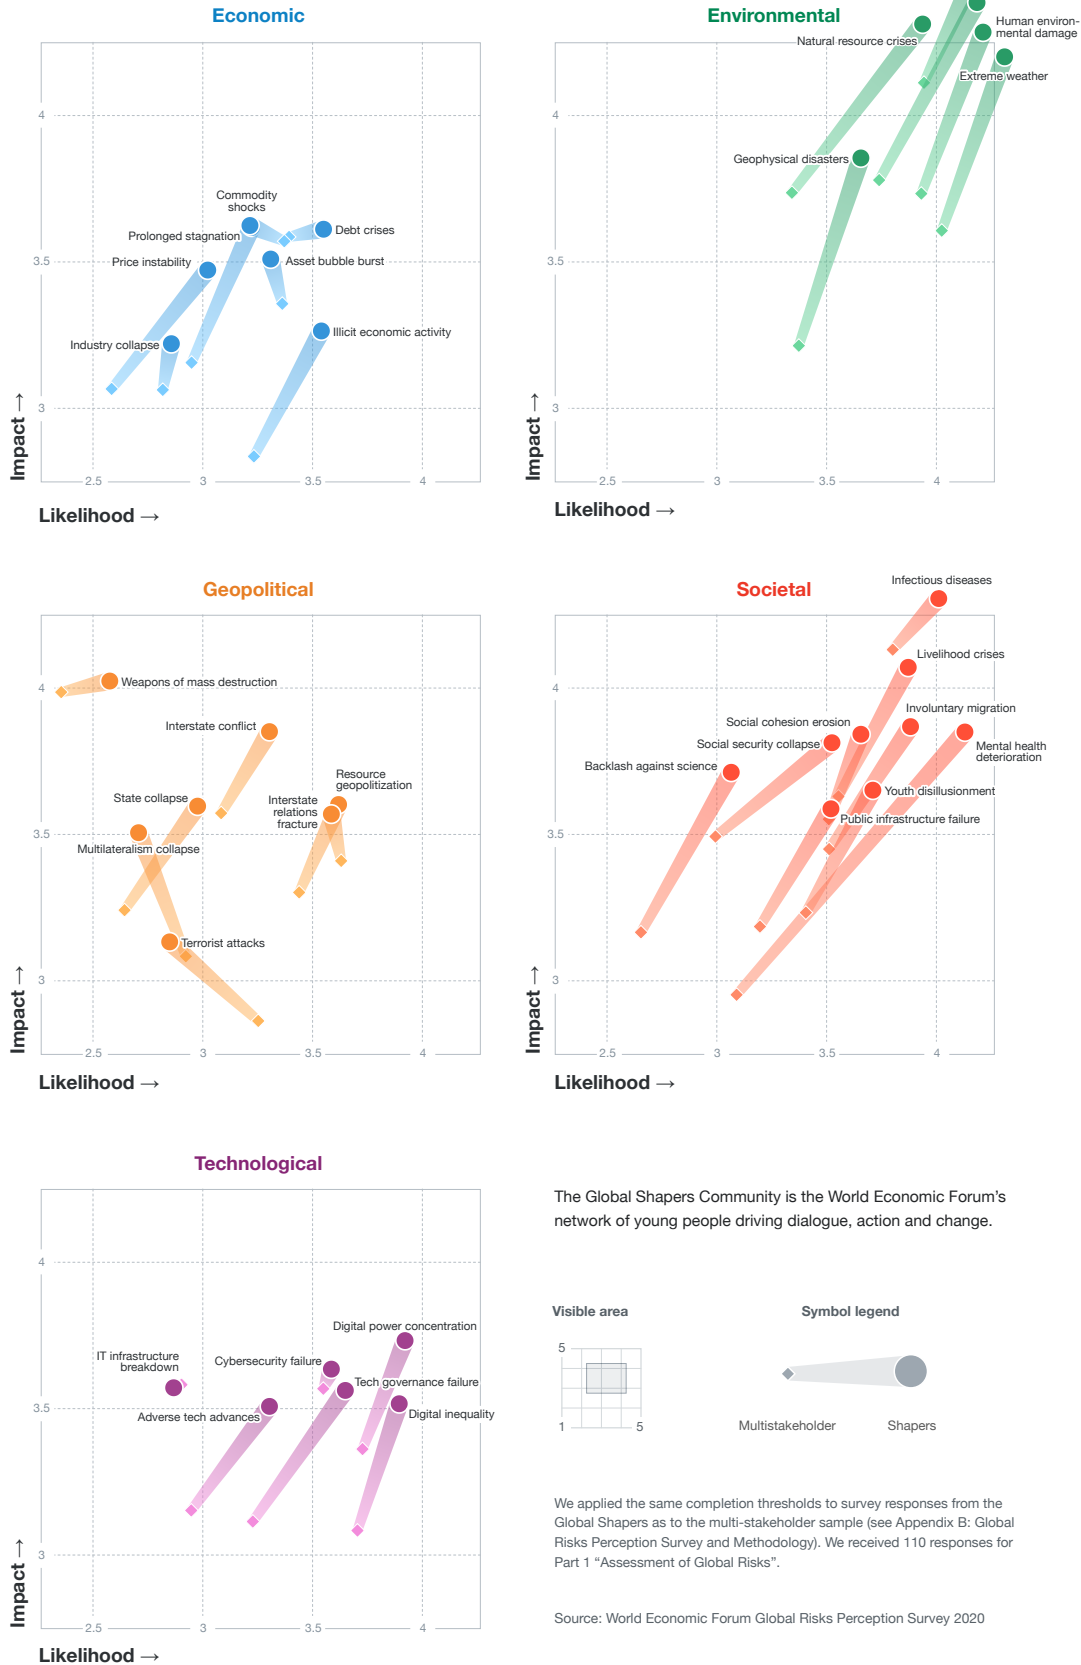 Economic
Commodity
shocks
Prolonged stagnation
Debt crises
Price instability
Asset bubble burst
Industry collapse
Illicit economic activity
4
3.5
3
2.5
3
3.5
4
Impact →
Likelihood →
Environmental
Natural resource crises
Human environ-
mental damage
Extreme weather
Geophysical disasters
4
3.5
3
2.5
3
3.5
4
Impact →
Likelihood →
Geopolitical
Weapons of mass destruction
Interstate conflict
Resource
geopolitization
State collapse
Interstate
relations
fracture
Multilateralism collapse
Terrorist attacks
4
3.5
3
2.5
3
3.5
4
Impact →
Likelihood →
Societal
Infectious diseases
Livelihood crises
Involuntary migration
Social cohesion erosion
Social security collapse
Mental health
deterioration
Backlash against science
Youth disillusionment
Public infrastructure failure
4
3.5
3
2.5
3
3.5
4
Impact →
Likelihood →
Technological
Digital power concentration
IT infrastructure
breakdown
Cybersecurity failure
Tech governance failure
Adverse tech advances
Digital inequality
4
3.5
3
2.5
3
3.5
4
Impact →
Likelihood →
The Global Shapers Community is the World Economic Forum’s
network of young people driving dialogue, action and change.
Visible area
5
1
5
Symbol legend
Multistakeholder
Shapers
We applied the same completion thresholds to survey responses from the
Global Shapers as to the multi-stakeholder sample (see Appendix B: Global
Risks Perception Survey and Methodology). We received 110 responses for
Part 1 “Assessment of Global Risks”.
Source: World Economic Forum Global Risks Perception Survey 2020